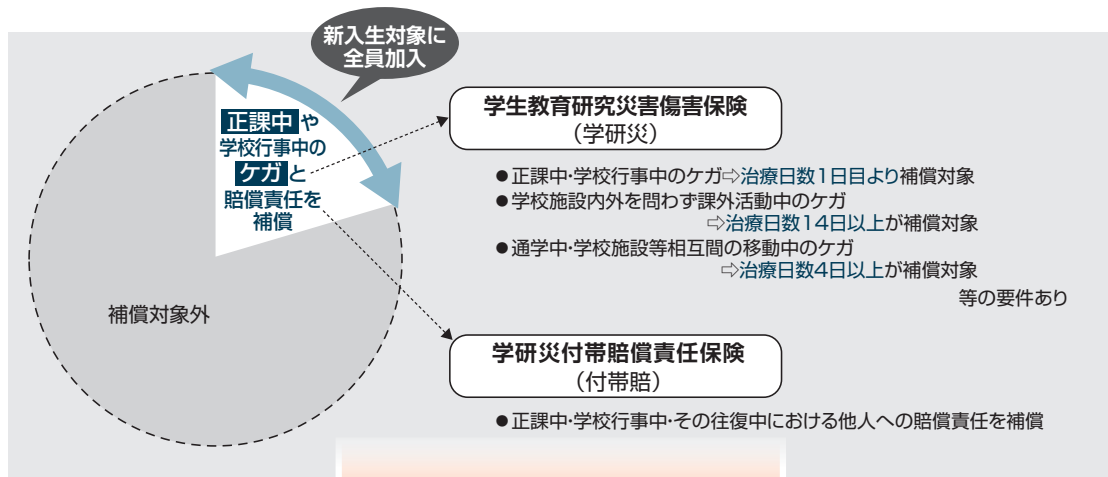 新入生対象に
全員加入
正課中や
学校行事中の
ケガと
賠償責任を
補償
補償対象外
学生教育研究災害傷害保険
（学研災）
●正課中・学校行事中のケガ⇨治療日数1日目より補償対象
●学校施設内外を問わず課外活動中のケガ
⇨治療日数14日以上が補償対象
●通学中・学校施設等相互間の移動中のケガ
⇨治療日数4日以上が補償対象
等の要件あり
学研災付帯賠償責任保険
（付帯賠）
●正課中・学校行事中・その往復中における他人への賠償責任を補償